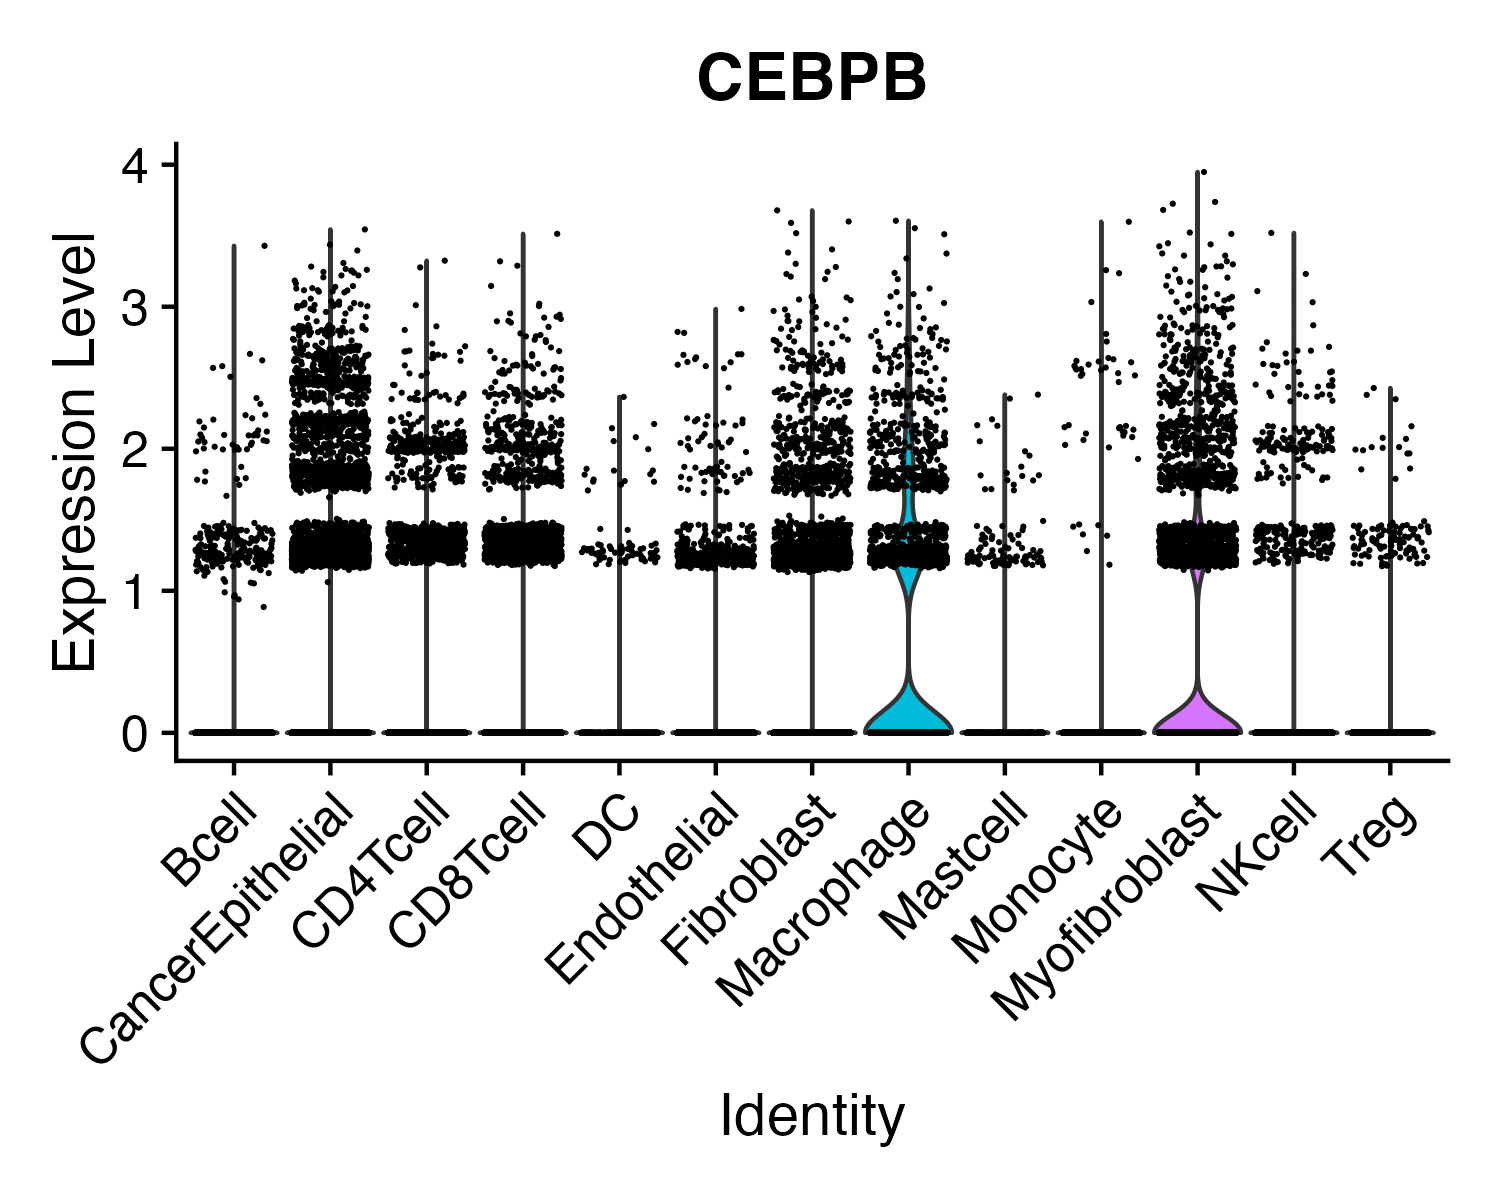 CEBPB
Expression Level
4
3
2
1
0
Bcell
CancerEpithelial
CD4Tcell
CD8Tcell
DC
Endothelial
Fibroblast
Macrophage
Mastcell
Monocyte
Myofibroblast
NKcell
Treg
Identity